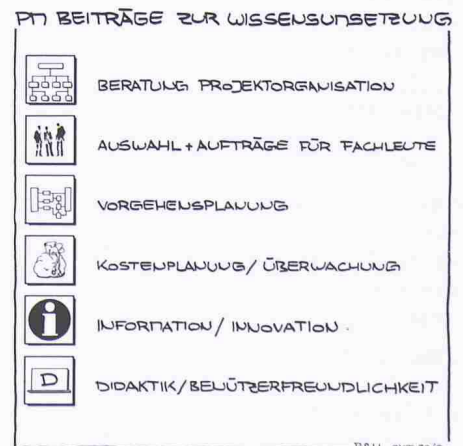 PM BEITRÄGE ZUR WISSENSUMSETZUNG
BERATUNG PROJEKTORGANISATION
AUSWAHL + AUFTRÄGE FÜR FACHLEUTE
VORGEHENSPLANUNG
KOSTENPLANUNG / ÜBERWACHUNG
i
INFORMATION / INNOVATION
D
DIDAKTIK/BENÜTZERFREUNDLICHKEIT